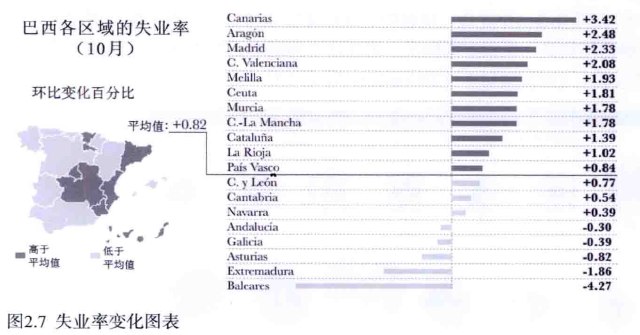 巴西各区域的失业率
（10月）
环比变化百分比
平均值: +0.82
高于
平均值
低于
平均值
Canarias +3.42
Aragón +2.48
Madrid +2.33
C. Valenciana +2.08
Melilla +1.93
Ceuta +1.81
Murcia +1.78
C.-La Mancha +1.78
Cataluña +1.39
La Rioja +1.02
País Vasco +0.84
C. y León +0.77
Cantabria +0.54
Navarra +0.39
Andalucía -0.30
Galicia -0.39
Asturias -0.82
Extremadura -1.86
Baleares -4.27
图2.7 失业率变化图表